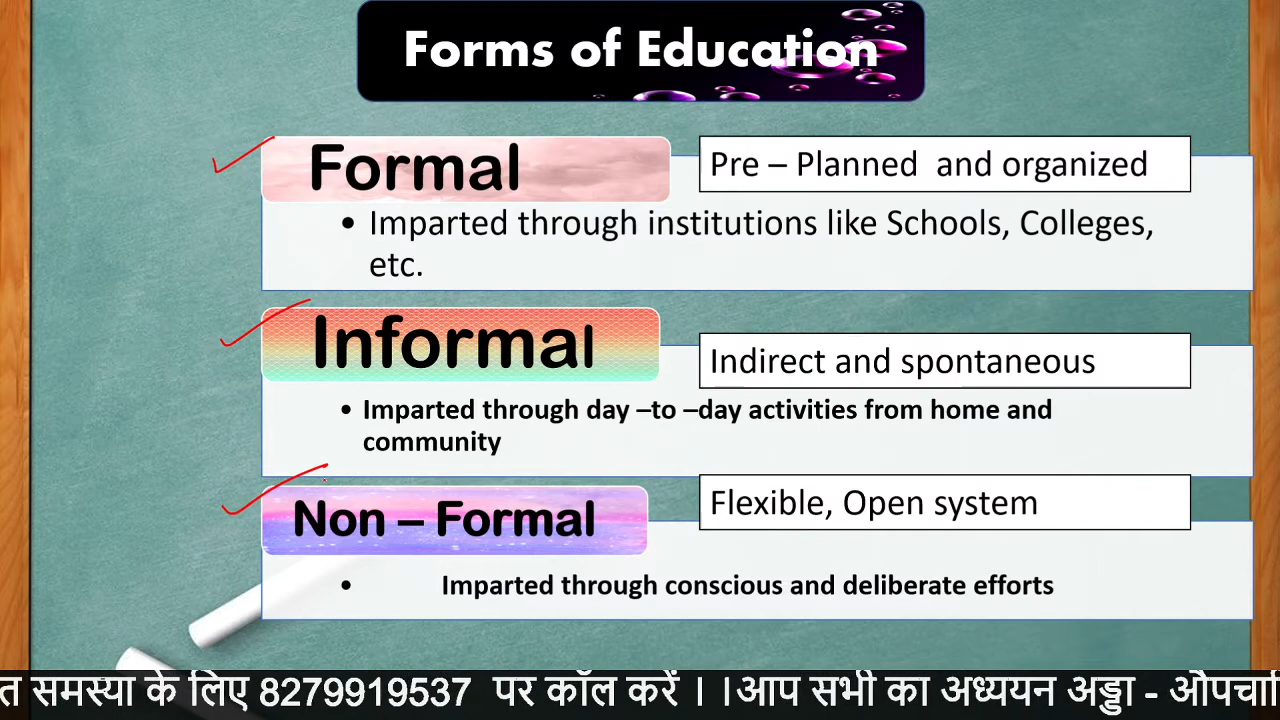 Forms of Education
Formal
Pre – Planned and organized
• Imparted through institutions like Schools, Colleges,
etc.
Informal
Indirect and spontaneous
• Imparted through day –to –day activities from home and
community
Non – Formal
Flexible, Open system
• Imparted through conscious and deliberate efforts
समस्या के लिए 8279919537 पर कॉल करें । ।आप सभी का अध्ययन अड्डा -